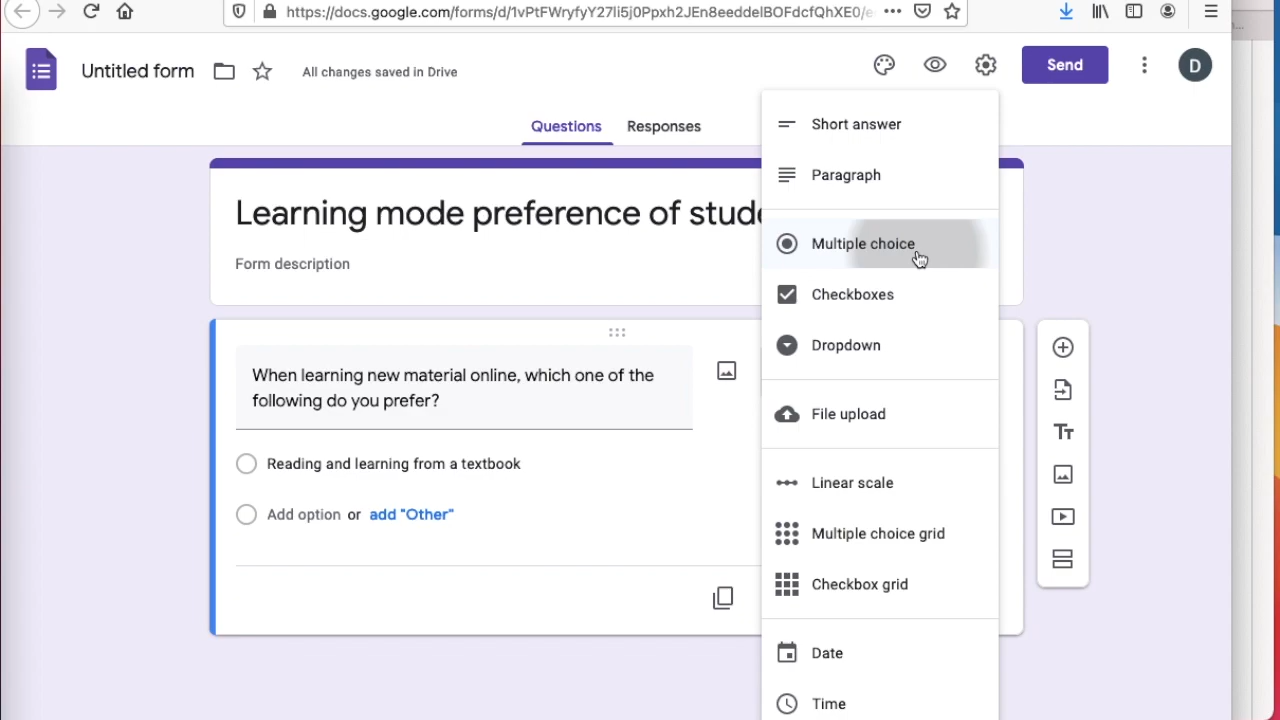 https://docs.google.com/forms/d/1vPtFWryfyY27li5j0Ppxh2JEn8eeddelBOFdcfQhXE0/e
Untitled form
All changes saved in Drive
Send
D
Questions
Responses
Learning mode preference of stude
Form description
When learning new material online, which one of the
following do you prefer?
Reading and learning from a textbook
Add option or add "Other"
Short answer
Paragraph
Multiple choice
Checkboxes
Dropdown
File upload
Linear scale
Multiple choice grid
Checkbox grid
Date
Time
Tт